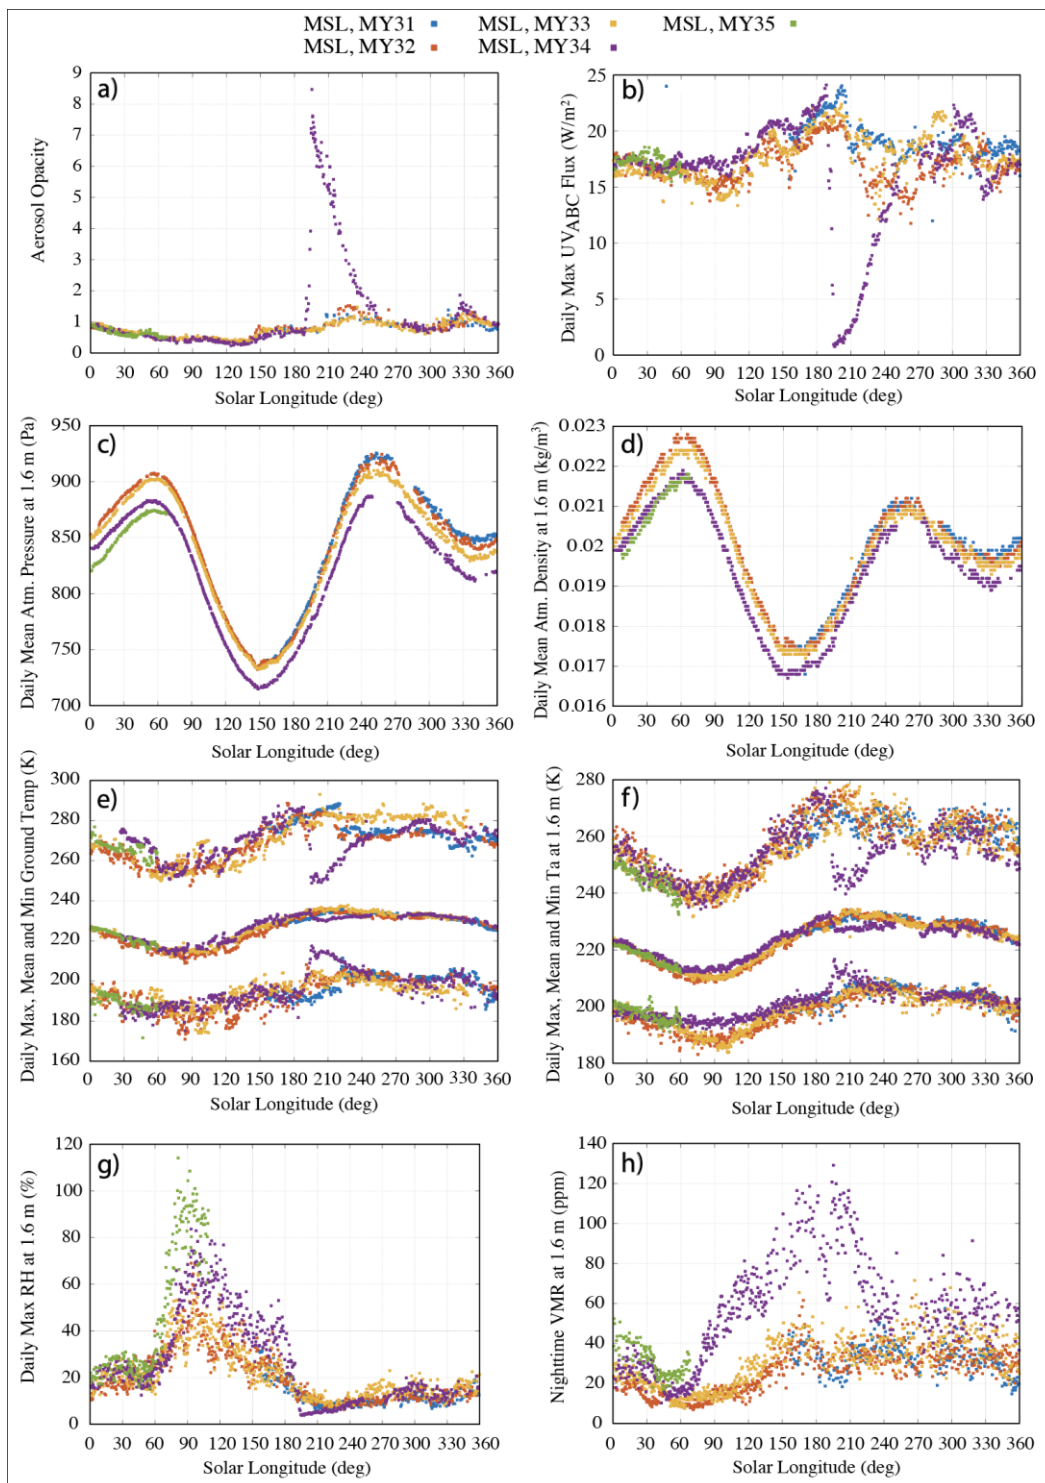 MSL, MY31 MSL, MY33 MSL, MY35
MSL, MY32 MSL, MY34
a)
9
8
7
6
5
4
3
2
1
0
Aerosol Opacity
0 30 60 90 120 150 180 210 240 270 300 330 360
Solar Longitude (deg)
b)
25
20
15
10
5
0
Daily Max UVABC Flux (W/m²)
0 30 60 90 120 150 180 210 240 270 300 330 360
Solar Longitude (deg)
c)
950
900
850
800
750
700
Daily Mean Atm. Pressure at 1.6 m (Pa)
0 30 60 90 120 150 180 210 240 270 300 330 360
Solar Longitude (deg)
d)
0.023
0.022
0.021
0.02
0.019
0.018
0.017
0.016
Daily Mean Atm. Density at 1.6 m (kg/m³)
0 30 60 90 120 150 180 210 240 270 300 330 360
Solar Longitude (deg)
e)
300
280
260
240
220
200
180
160
Daily Max, Mean and Min Ground Temp (K)
0 30 60 90 120 150 180 210 240 270 300 330 360
Solar Longitude (deg)
f)
280
260
240
220
200
180
Daily Max, Mean and Min Ta at 1.6 m (K)
0 30 60 90 120 150 180 210 240 270 300 330 360
Solar Longitude (deg)
g)
120
100
80
60
40
20
0
Daily Max RH at 1.6 m (%)
0 30 60 90 120 150 180 210 240 270 300 330 360
Solar Longitude (deg)
h)
140
120
100
80
60
40
20
0
Nighttime VMR at 1.6 m (ppm)
0 30 60 90 120 150 180 210 240 270 300 330 360
Solar Longitude (deg)